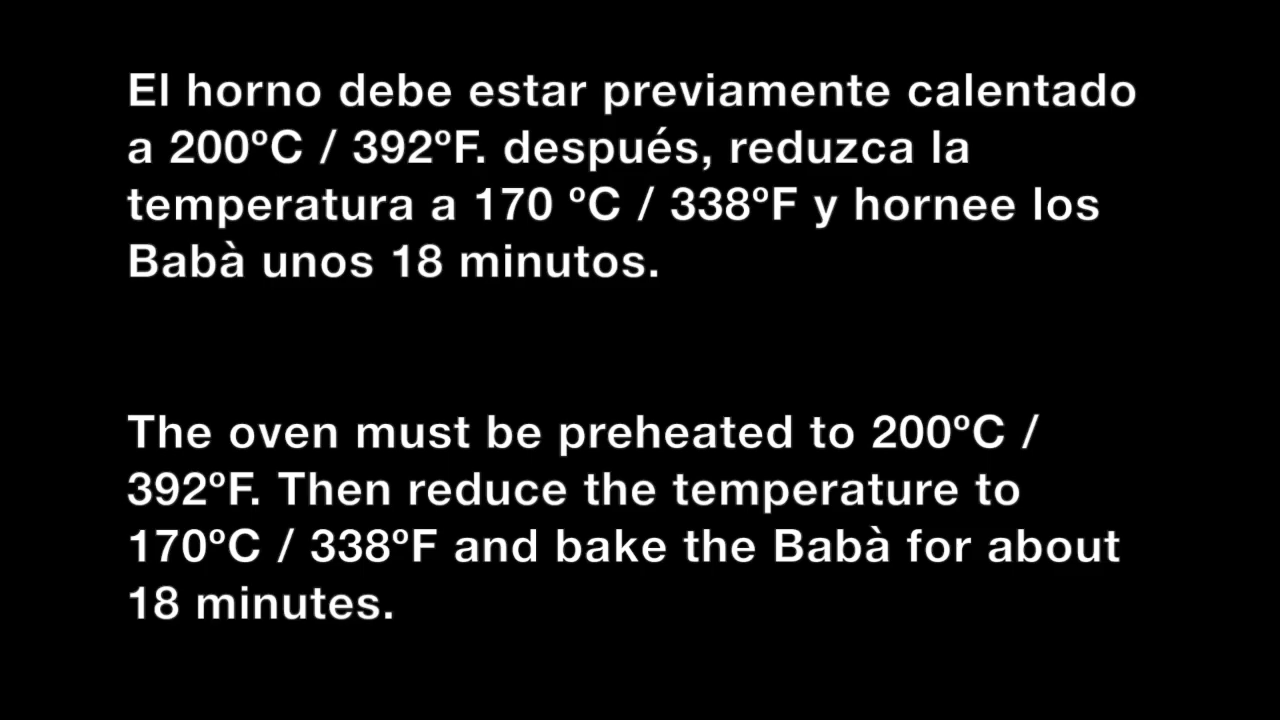 El horno debe estar previamente calentado
a 200ºC / 392ºF. después, reduzca la
temperatura a 170 ºC / 338ºF y hornee los
Babà unos 18 minutos.
The oven must be preheated to 200ºC /
392ºF. Then reduce the temperature to
170ºC / 338ºF and bake the Babà for about
18 minutes.